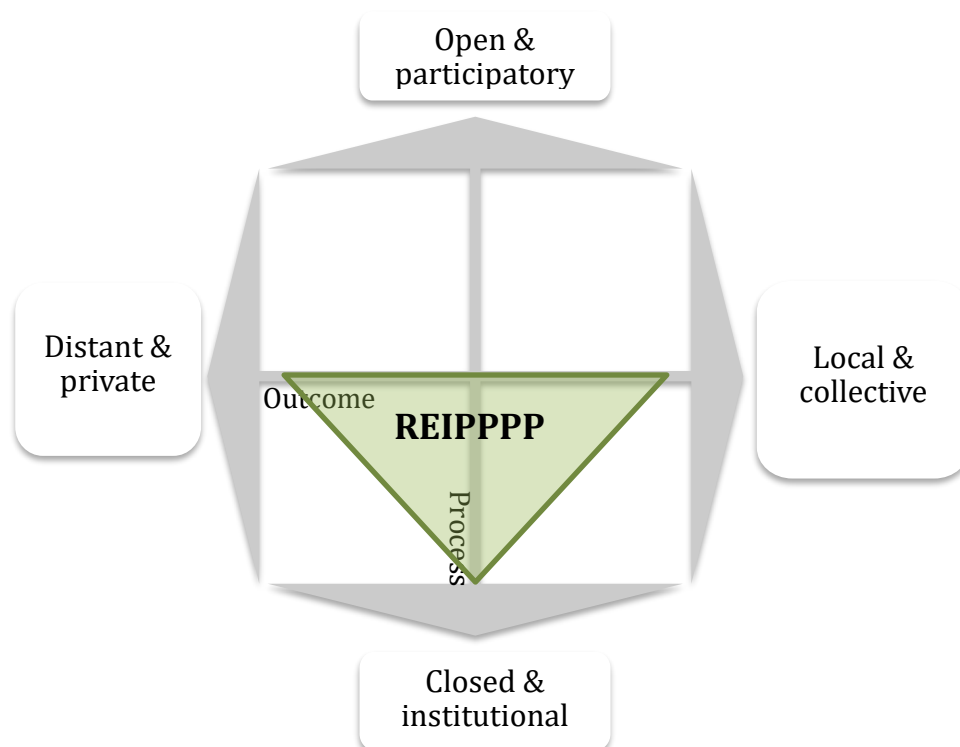 Open &
participatory
Distant &
private
Local &
collective
Outcome
REIPPPP
Process
Closed &
institutional